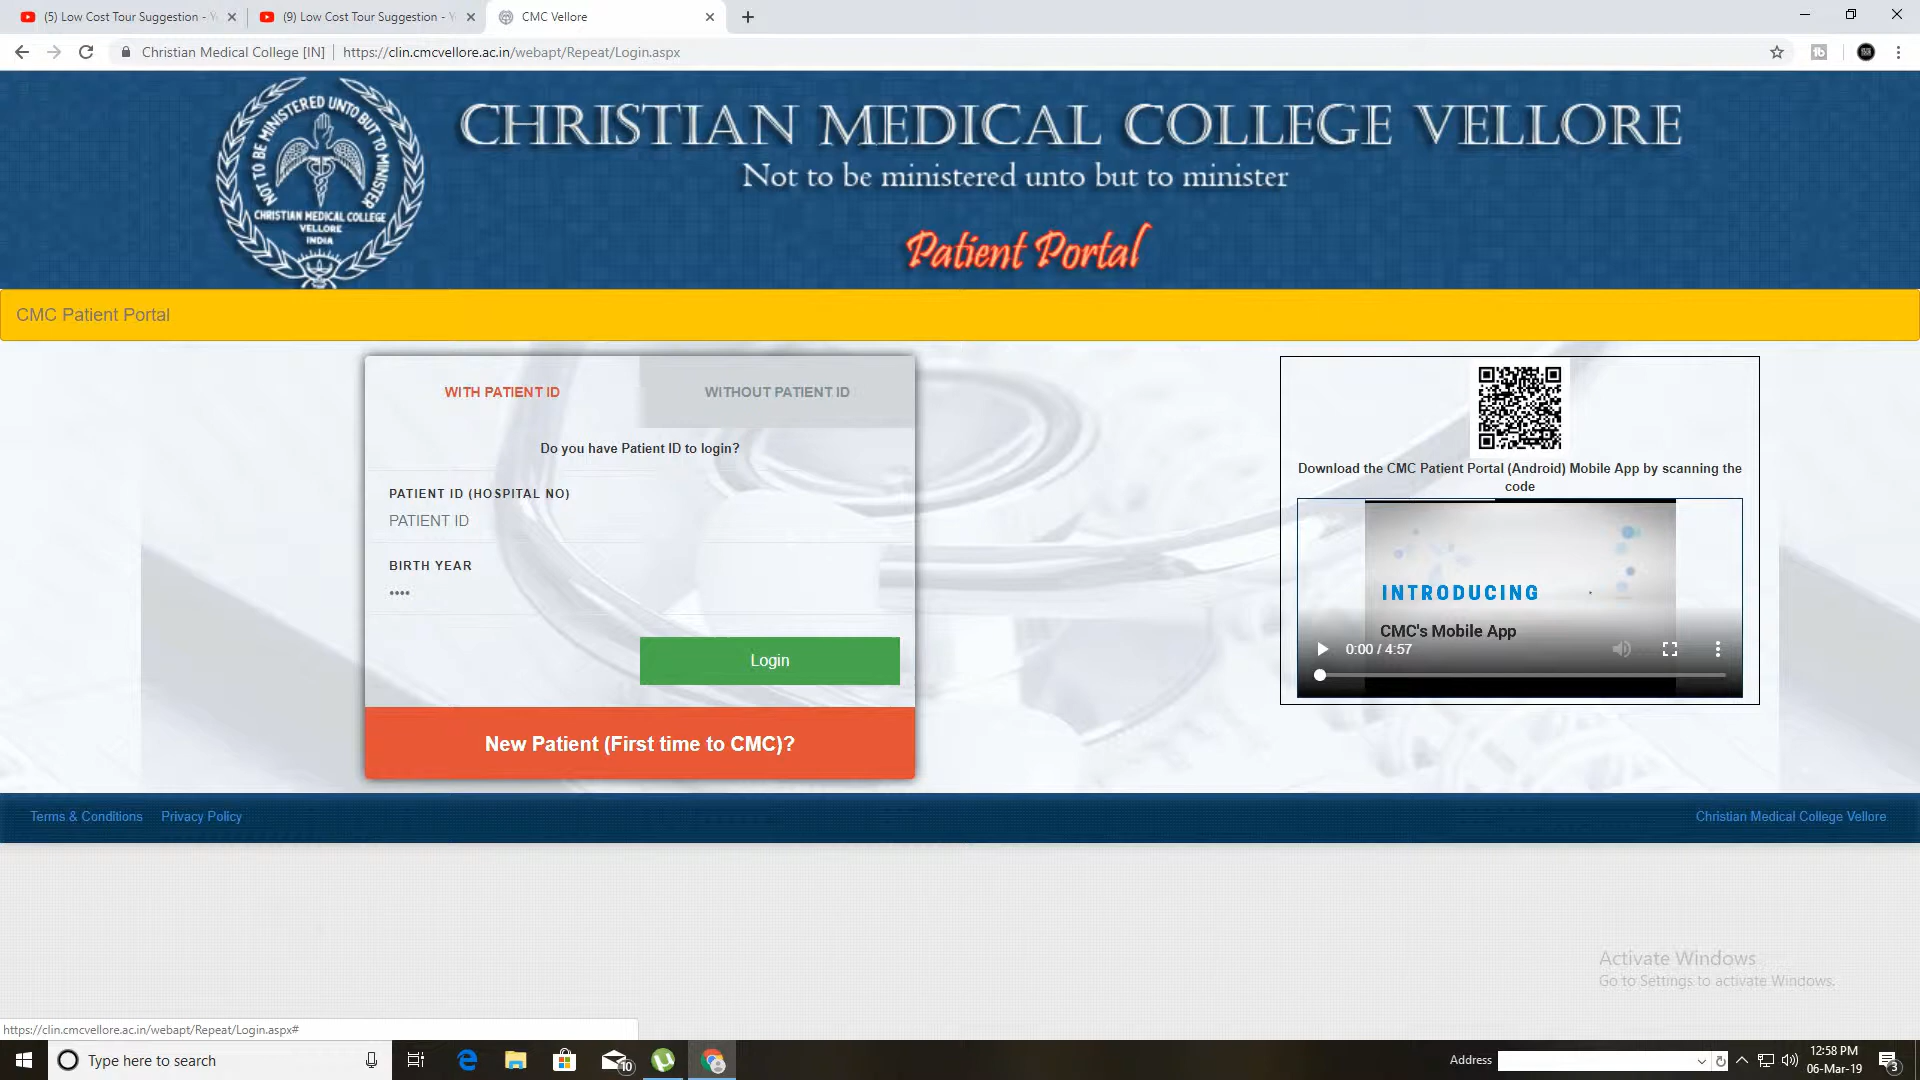 (5) Low Cost Tour Suggestion - Y
(9) Low Cost Tour Suggestion - Y
CMC Vellore
Christian Medical College [IN]
https://clin.cmcvellore.ac.in/webapt/Repeat/Login.aspx
NOT TO BE MINISTERED UNTO BUT TO MINISTER
CHRISTIAN MEDICAL COLLEGE
VELLORE
INDIA
CHRISTIAN MEDICAL COLLEGE VELLORE
Not to be ministered unto but to minister
Patient Portal
CMC Patient Portal
WITH PATIENT ID
WITHOUT PATIENT ID
Do you have Patient ID to login?
PATIENT ID (HOSPITAL NO)
PATIENT ID
BIRTH YEAR
••••
Login
New Patient (First time to CMC)?
Download the CMC Patient Portal (Android) Mobile App by scanning the
code
INTRODUCING
CMC's Mobile App
0:00 / 4:57
Terms & Conditions
Privacy Policy
Christian Medical College Vellore
Activate Windows
Go to Settings to activate Windows.
https://clin.cmcvellore.ac.in/webapt/Repeat/Login.aspx#
Type here to search
10
Address
12:58 PM
06-Mar-19
3